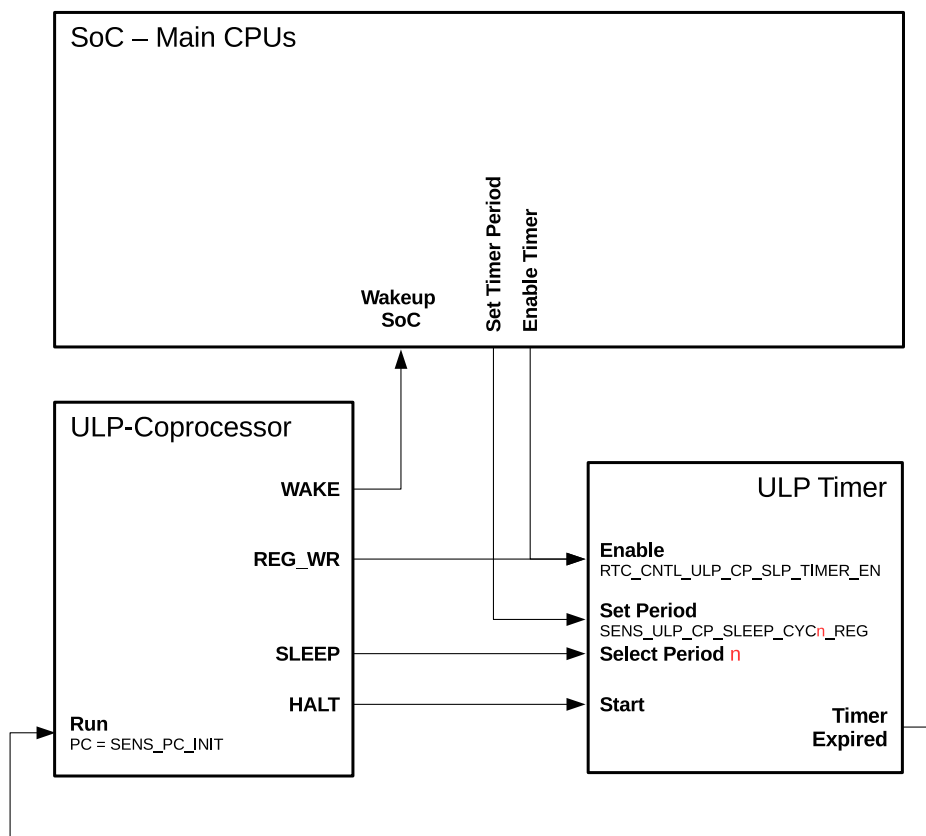 SoC – Main CPUs
Set Timer Period
Enable Timer
Wakeup
SoC
ULP-Coprocessor
WAKE
REG_WR
SLEEP
HALT
Run
PC = SENS_PC_INIT
ULP Timer
Enable
RTC_CNTL_ULP_CP_SLP_TIMER_EN
Set Period
SENS_ULP_CP_SLEEP_CYCn_REG
Select Period n
Start
Timer
Expired